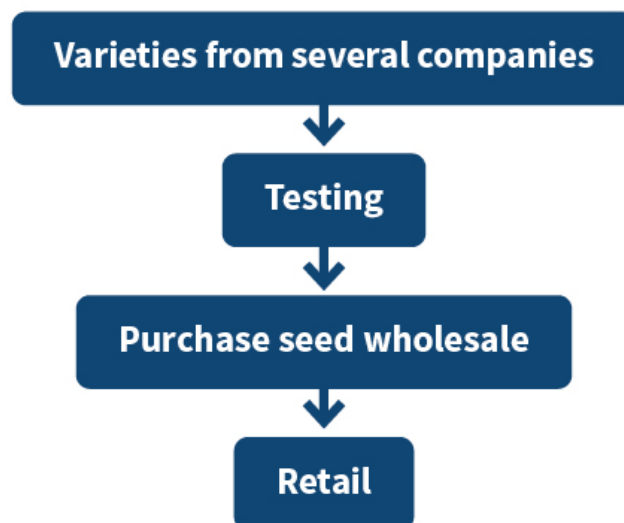 Varieties from several companies
Testing
Purchase seed wholesale
Retail